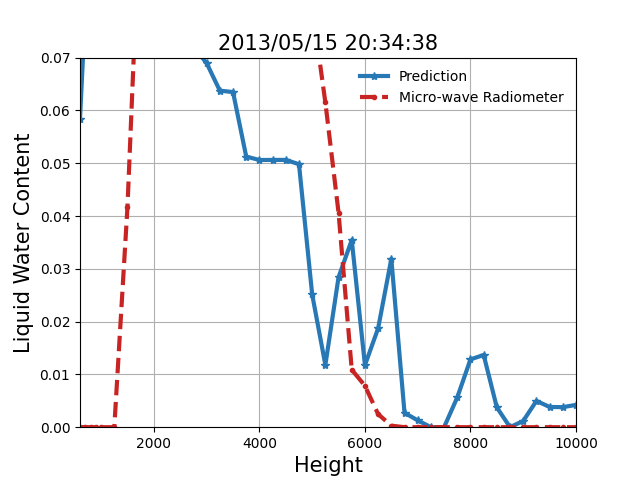 2013/05/15 20:34:38
0.07
0.06
0.05
0.04
0.03
0.02
0.01
0.00
Liquid Water Content
Prediction
Micro-wave Radiometer
2000 4000 6000 8000 10000
Height